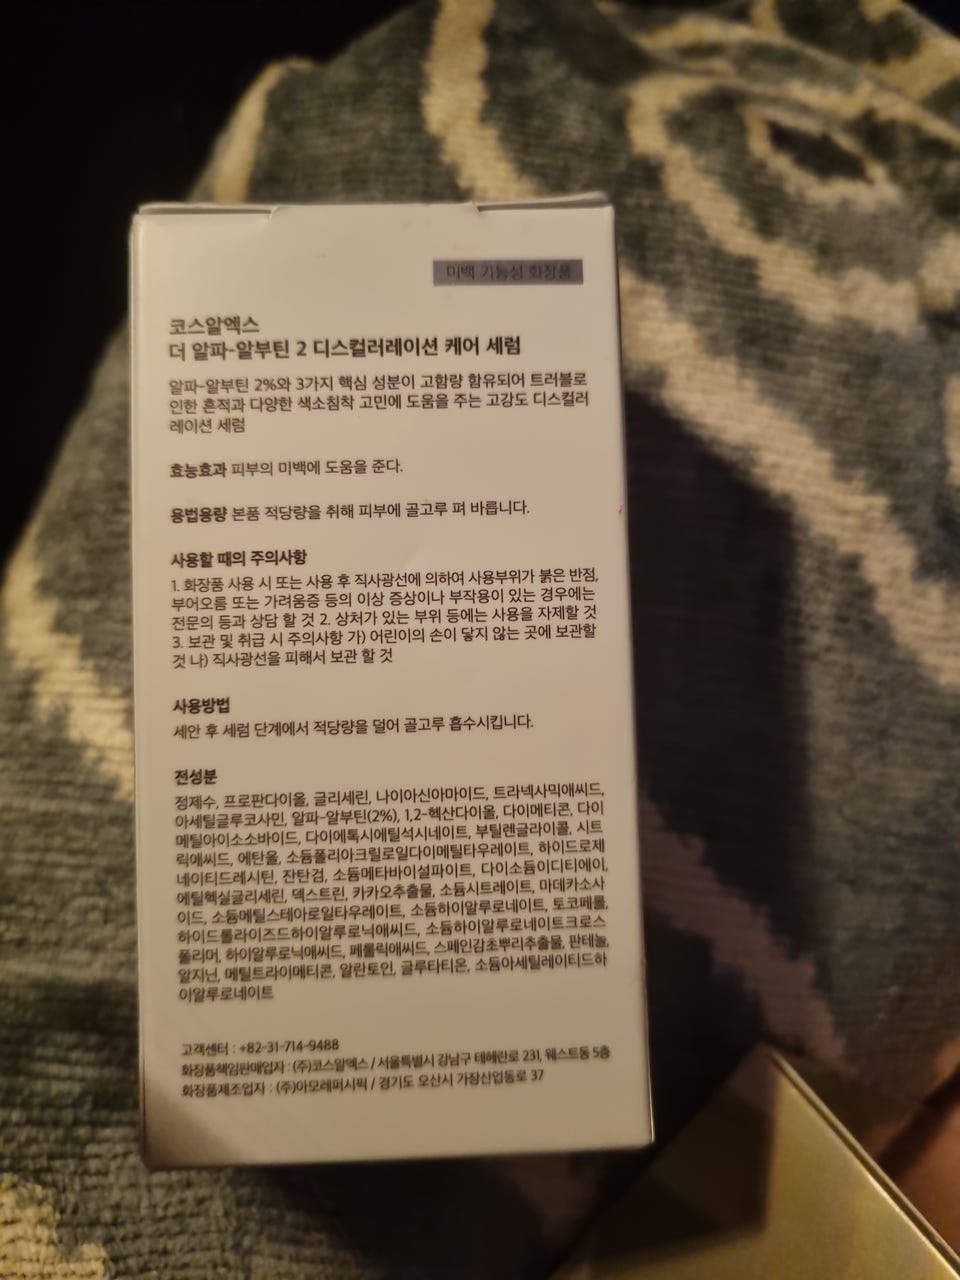 미백 기능성 화장품
코스알엑스
더 알파-알부틴 2 디스컬러레이션 케어 세럼
알파-알부틴 2%와 3가지 핵심 성분이 고함량 함유되어 트러블로
인한 흔적과 다양한 색소침착 고민에 도움을 주는 고강도 디스컬러
레이션 세럼
효능효과 피부의 미백에 도움을 준다.
용법용량 본품 적당량을 취해 피부에 골고루 펴 바릅니다.
사용할 때의 주의사항
1. 화장품 사용 시 또는 사용 후 직사광선에 의하여 사용부위가 붉은 반점,
부어오름 또는 가려움증 등의 이상 증상이나 부작용이 있는 경우에는
전문의 등과 상담 할 것 2. 상처가 있는 부위 등에는 사용을 자제할 것
3. 보관 및 취급 시 주의사항 가) 어린이의 손이 닿지 않는 곳에 보관할
것 나) 직사광선을 피해서 보관 할 것
사용방법
세안 후 세럼 단계에서 적당량을 덜어 골고루 흡수시킵니다.
전성분
정제수, 프로판다이올, 글리세린, 나이아신아마이드, 트라넥사믹애씨드,
아세틸글루코사민, 알파-알부틴(2%), 1,2-헥산다이올, 다이메티콘, 다이
메틸아이소소바이드, 다이에톡시에틸석시네이트, 부틸렌글라이콜, 시트
릭애씨드, 에탄올, 소듐폴리아크릴로일다이메틸타우레이트, 하이드로제
네이티드레시틴, 잔탄검, 소듐메타바이설파이트, 다이소듐이디티에이,
에틸헥실글리세린, 덱스트린, 카카오추출물, 소듐시트레이트, 마데카소사
이드, 소듐메틸스테아로일타우레이트, 소듐하이알루로네이트, 토코페롤,
하이드롤라이즈드하이알루로닉애씨드, 소듐하이알루로네이트크로스
폴리머, 하이알루로닉애씨드, 페룰릭애씨드, 스페인감초뿌리추출물, 판테놀,
알지닌, 메틸트라이메티콘, 알란토인, 글루타티온, 소듐아세틸레이티드하
이알루로네이트
고객센터 : +82-31-714-9488
화장품책임판매업자 : (주)코스알엑스 / 서울특별시 강남구 테헤란로 231, 웨스트동 5층
화장품제조업자 : (주)아모레퍼시픽 / 경기도 오산시 가장산업동로 37